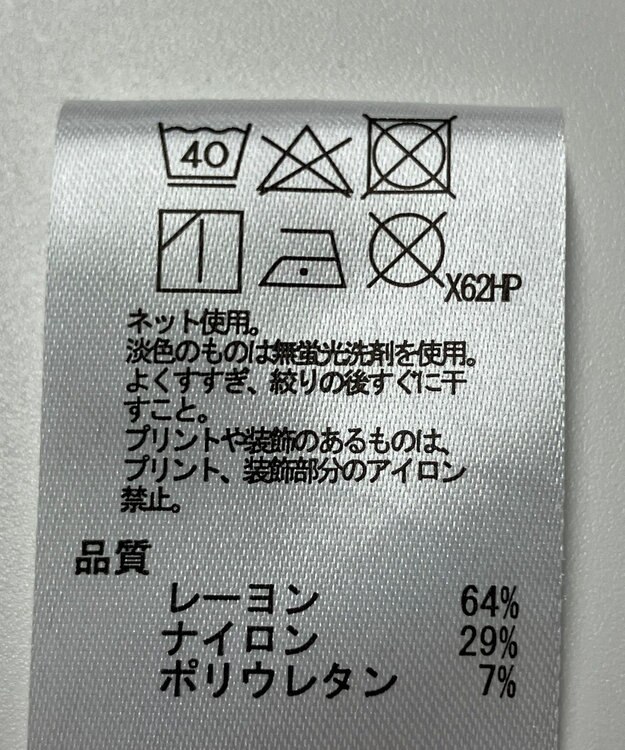 40
X62HP
ネット使用。
淡色のものは無蛍光洗剤を使用。
よくすすぎ、絞りの後すぐに干
すこと。
プリントや装飾のあるものは、
プリント、装飾部分のアイロン
禁止。
品質
レーヨン 64%
ナイロン 29%
ポリウレタン 7%